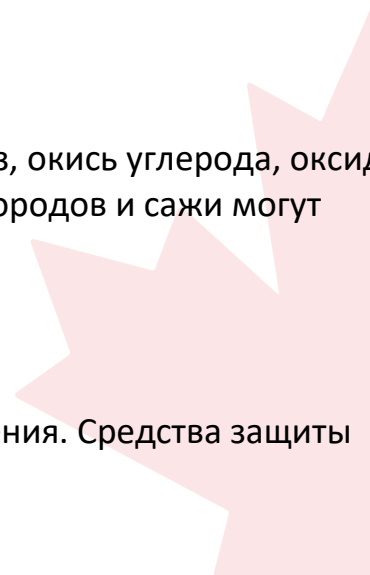 з, окись углерода, оксид
ородов и сажи могут
ния. Средства защиты